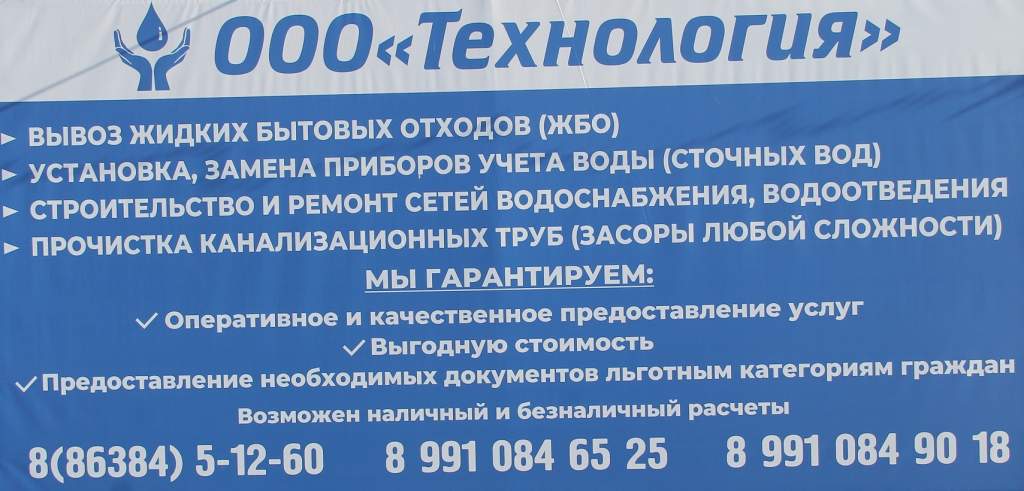 ООО «Технология»
► ВЫВОЗ ЖИДКИХ БЫТОВЫХ ОТХОДОВ (ЖБО)
► УСТАНОВКА, ЗАМЕНА ПРИБОРОВ УЧЕТА ВОДЫ (СТОЧНЫХ ВОД)
► СТРОИТЕЛЬСТВО И РЕМОНТ СЕТЕЙ ВОДОСНАБЖЕНИЯ, ВОДООТВЕДЕНИЯ
► ПРОЧИСТКА КАНАЛИЗАЦИОННЫХ ТРУБ (ЗАСОРЫ ЛЮБОЙ СЛОЖНОСТИ)
МЫ ГАРАНТИРУЕМ:
✓ Оперативное и качественное предоставление услуг
✓ Выгодную стоимость
✓ Предоставление необходимых документов льготным категориям граждан
Возможен наличный и безналичный расчеты
8(86384) 5-12-60 8 991 084 65 25 8 991 084 90 18